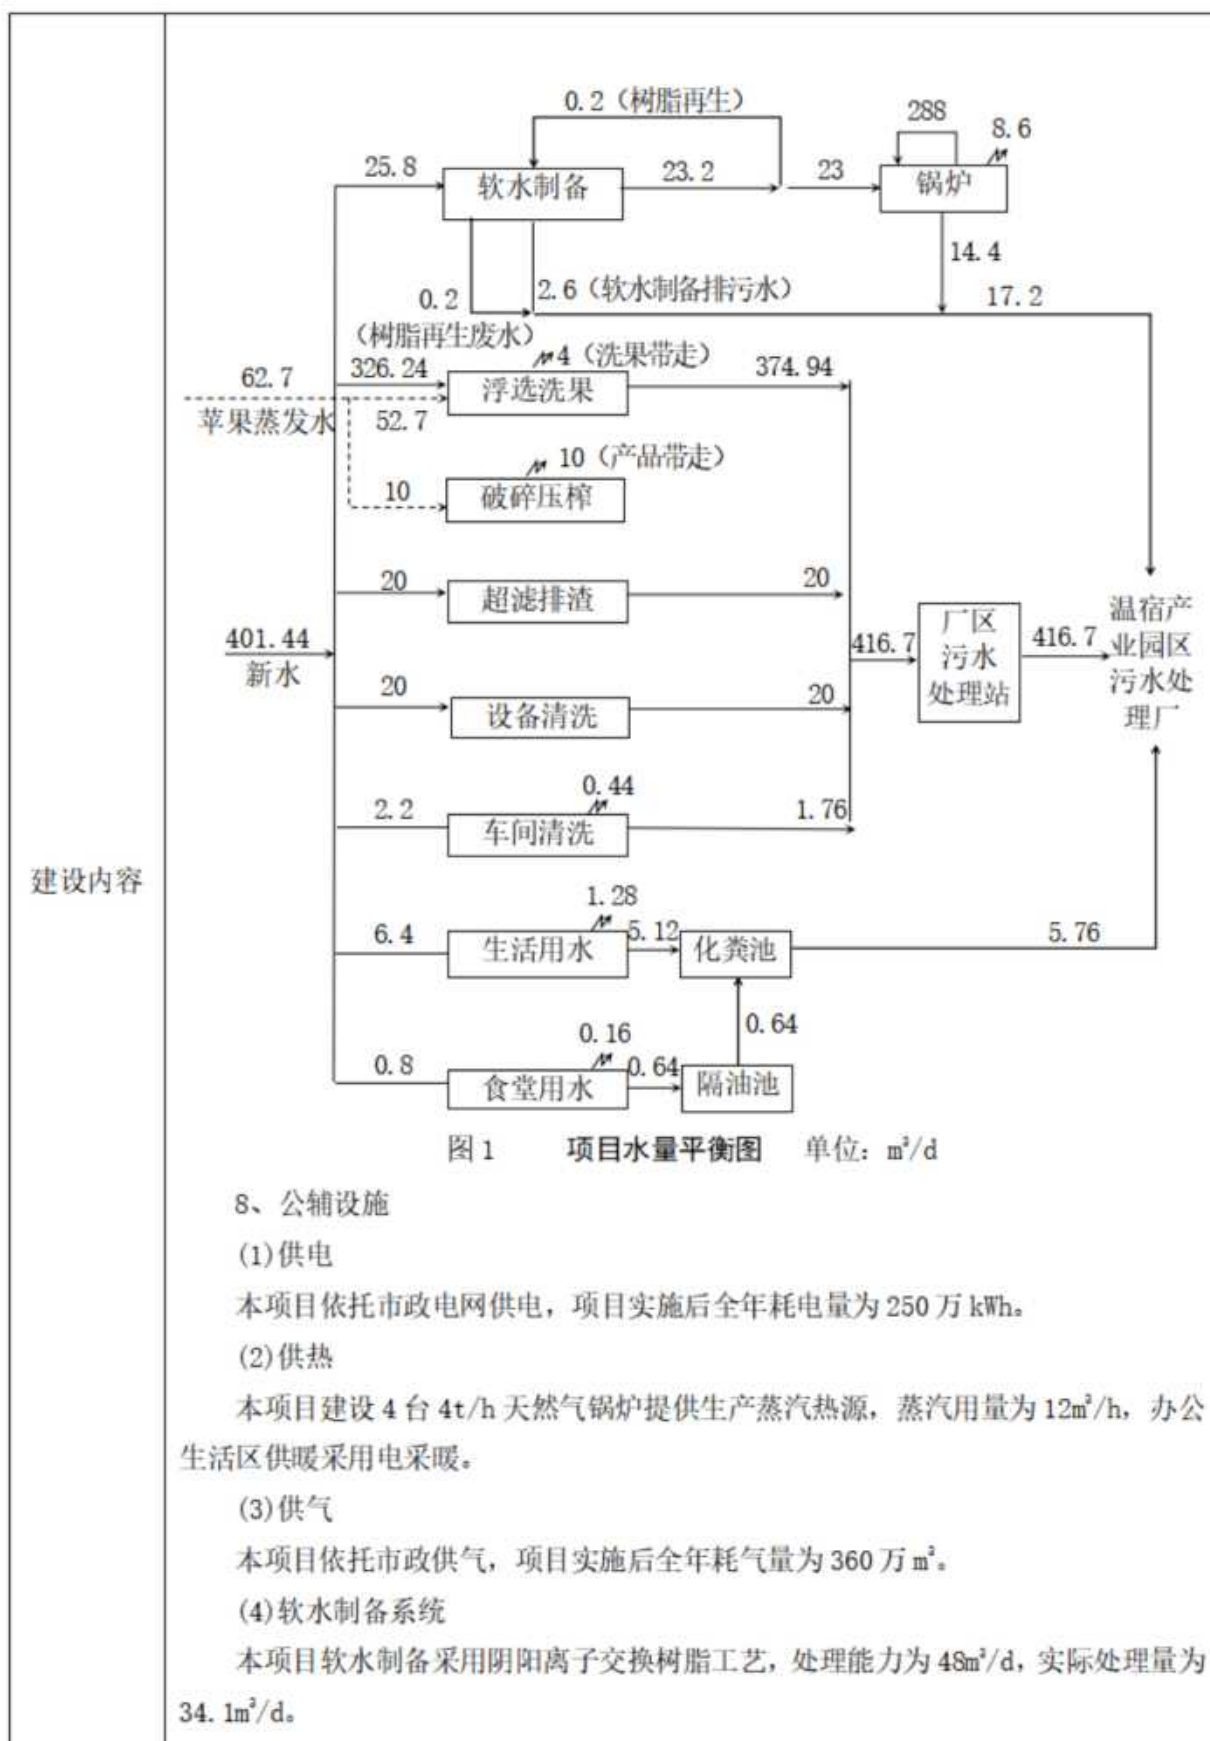 建设内容
0.2（树脂再生）
288
8.6
25.8
软水制备
23.2
23
锅炉
14.4
2.6（软水制备排污水）
17.2
0.2
（树脂再生废水）
4（洗果带走）
62.7
326.24
浮选洗果
374.94
苹果蒸发水
52.7
10（产品带走）
10
破碎压榨
20
超滤排渣
20
401.44
新水
416.7
厂区
污水
处理站
416.7
温宿产
业园区
污水处
理厂
20
设备清洗
20
0.44
2.2
车间清洗
1.76
1.28
6.4
生活用水
5.12
化粪池
5.76
0.64
0.16
0.8
食堂用水
0.64
隔油池
图1 项目水量平衡图 单位：m³/d
8、公辅设施
(1)供电
本项目依托市政电网供电，项目实施后全年耗电量为250万kWh。
(2)供热
本项目建设4台4t/h天然气锅炉提供生产蒸汽热源，蒸汽用量为12m³/h，办公
生活区供暖采用电采暖。
(3)供气
本项目依托市政供气，项目实施后全年耗气量为360万m³。
(4)软水制备系统
本项目软水制备采用阴阳离子交换树脂工艺，处理能力为48m³/d，实际处理量为
34.1m³/d。